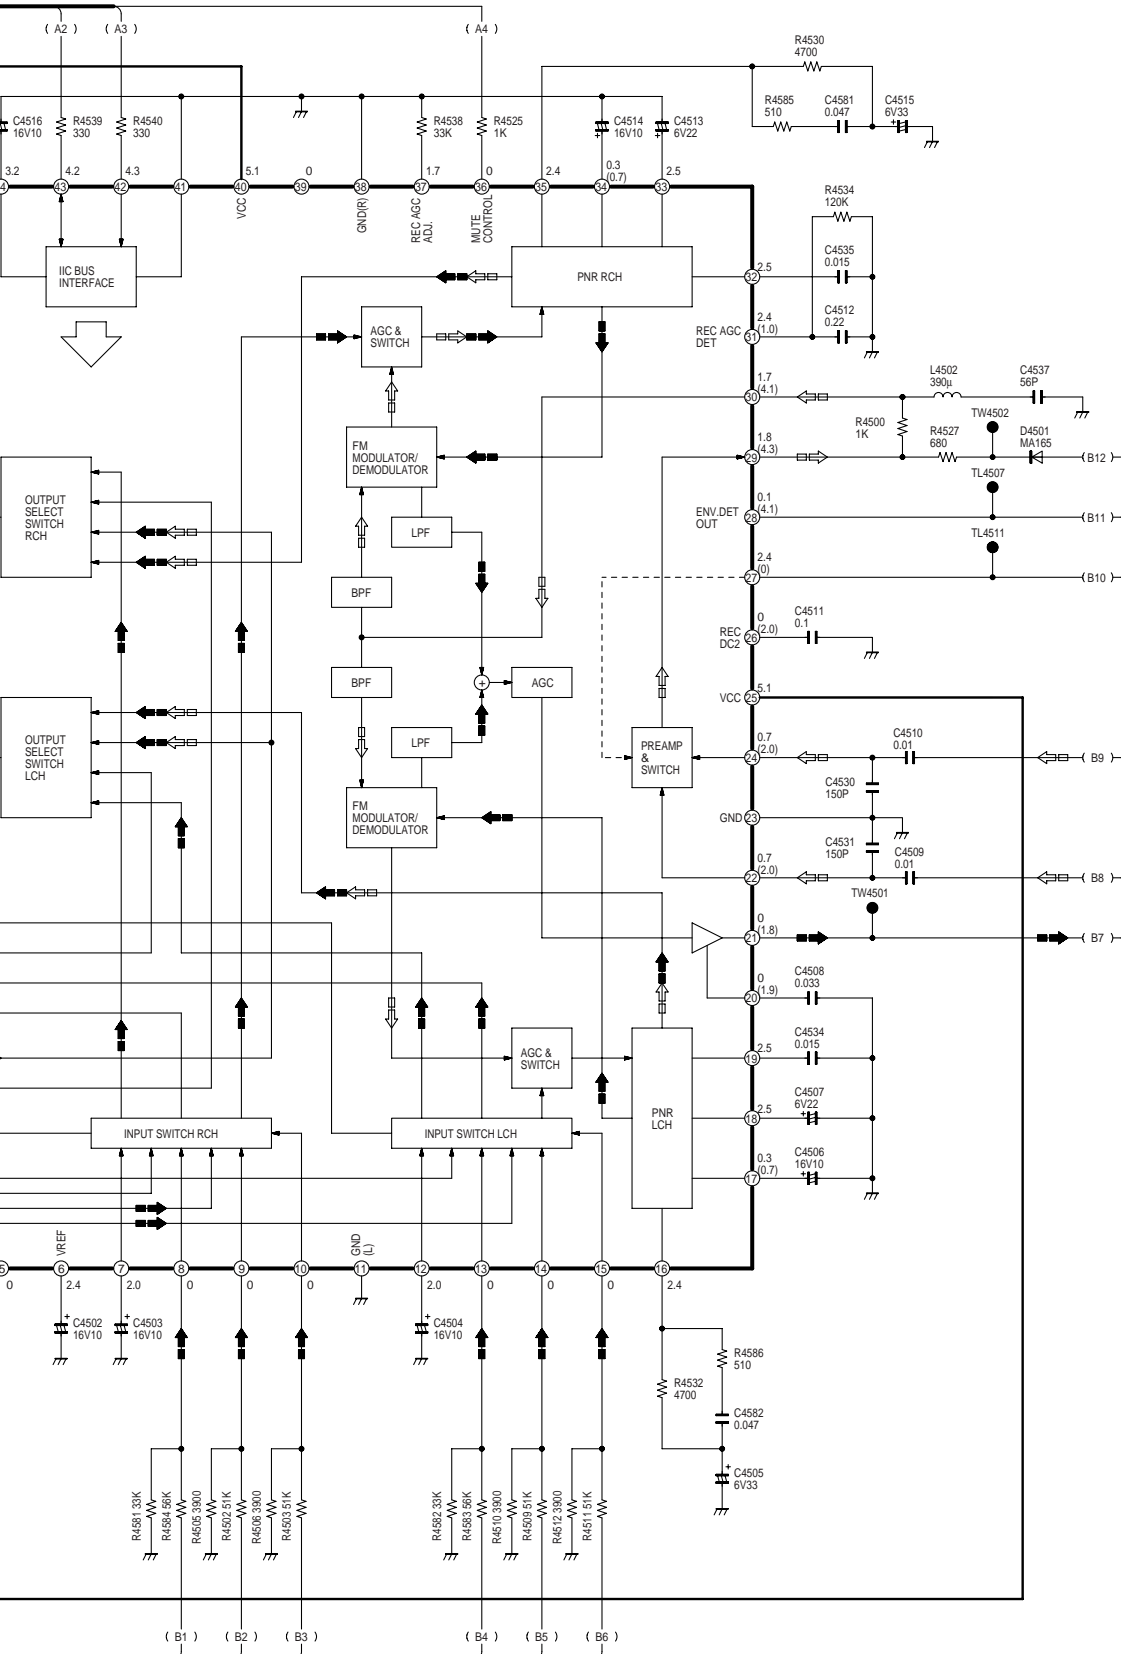 ( A2 ) ( A3 ) ( A4 )
R4530
4700
R4585
510
C4581
0.047
C4515
6V33
C4516
16V10
R4539
330
R4540
330
R4538
33K
R4525
1K
C4514
16V10
C4513
6V22
3.2 4.2 4.3 5.1 0 1.7 0 2.4 0.3
(0.7) 2.5
43 42 41 40 39 38 37 36 35 34 33
VCC
GND(R)
REC AGC
ADJ.
MUTE
CONTROL
R4534
120K
IIC BUS
INTERFACE
PNR RCH
32 2.5
C4535
0.015
AGC &
SWITCH
REC AGC
DET
31 2.4
(1.0)
C4512
0.22
30 1.7
(4.1)
L4502
390μ
C4537
56P
R4500
1K
TW4502
FM
MODULATOR/
DEMODULATOR
29 1.8
(4.3)
R4527
680
D4501
MA165
( B12 )
OUTPUT
SELECT
SWITCH
RCH
TL4507
LPF
ENV.DET
OUT
28 0.1
(4.1)
( B11 )
TL4511
BPF
27 2.4
(0)
( B10 )
REC
DC2
26 0
(2.0)
C4511
0.1
BPF
+
AGC
VCC 25 5.1
OUTPUT
SELECT
SWITCH
LCH
LPF
PREAMP
&
SWITCH
24 0.7
(2.0)
C4510
0.01
( B9 )
C4530
150P
FM
MODULATOR/
DEMODULATOR
GND 23
C4531
150P
C4509
0.01
22 0.7
(2.0)
( B8 )
TW4501
21 0
(1.8)
( B7 )
20 0
(1.9)
C4508
0.033
AGC &
SWITCH
19 2.5
C4534
0.015
PNR
LCH
18 2.5
C4507
6V22
INPUT SWITCH RCH
INPUT SWITCH LCH
17 0.3
(0.7)
C4506
16V10
VREF
GND
(L)
6 7 8 9 10 11 12 13 14 15 16
0 2.4 2.0 0 0 0 2.0 0 0 0 2.4
C4502
16V10
C4503
16V10
C4504
16V10
R4586
510
R4532
4700
C4582
0.047
C4505
6V33
R4581 33K
R4584 56K
R4505 3900
R4502 51K
R4506 3900
R4503 51K
R4582 33K
R4583 56K
R4510 3900
R4509 51K
R4512 3900
R4511 51K
( B1 ) ( B2 ) ( B3 ) ( B4 ) ( B5 ) ( B6 )